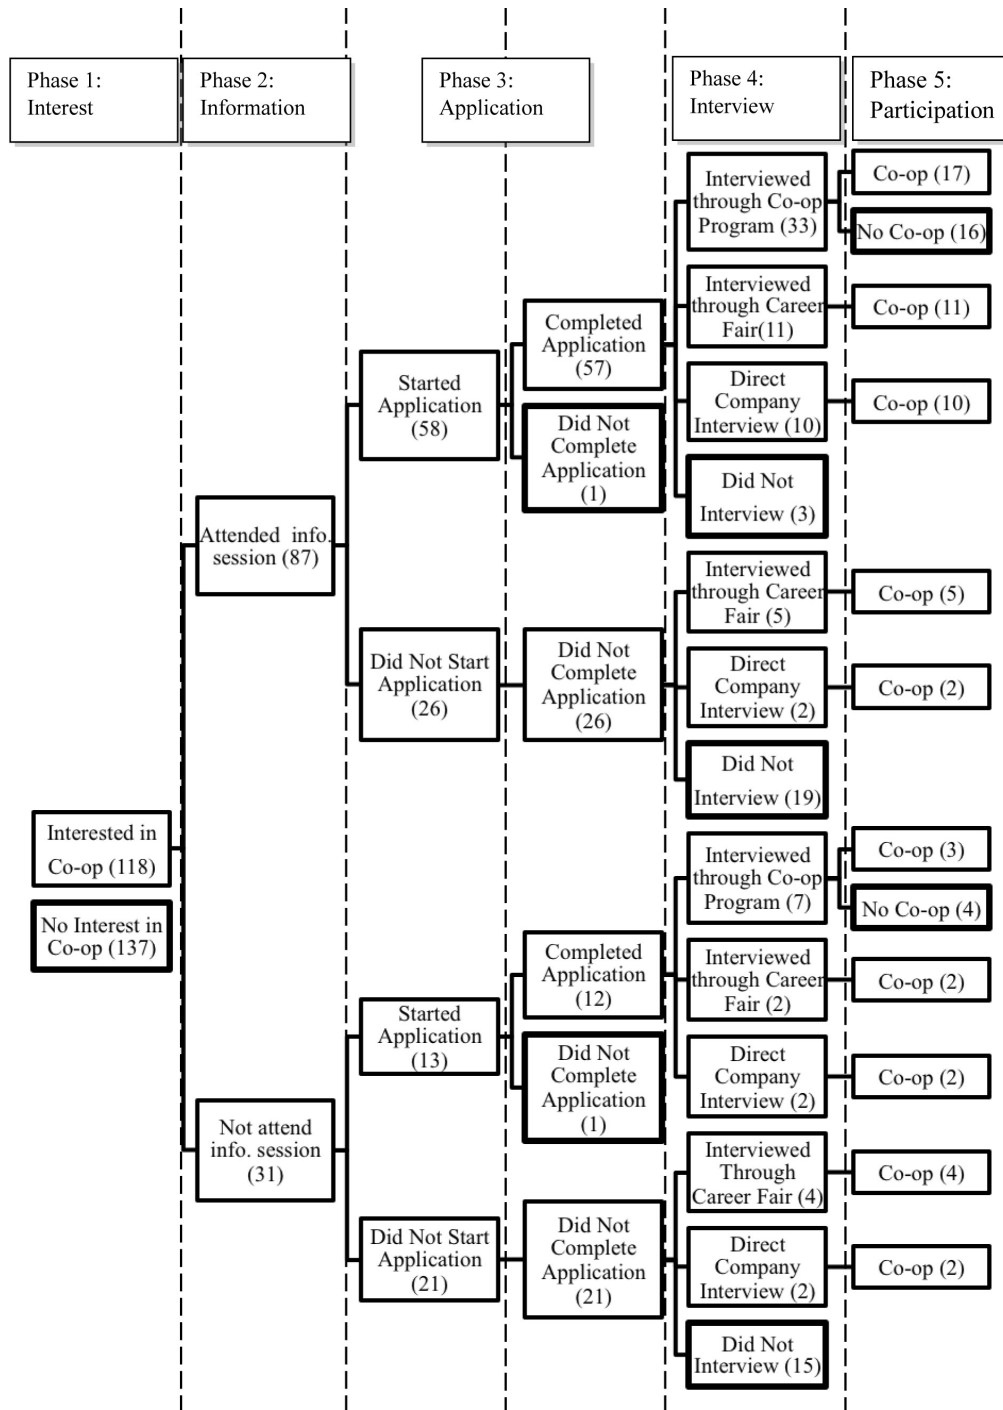 Phase 1:
Interest
Phase 2:
Information
Phase 3:
Application
Phase 4:
Interview
Phase 5:
Participation
Interested in
Co-op (118)
No Interest in
Co-op (137)
Attended info.
session (87)
Not attend
info. session
(31)
Started
Application
(58)
Did Not Start
Application
(26)
Started
Application
(13)
Did Not Start
Application
(21)
Completed
Application
(57)
Did Not
Complete
Application
(1)
Did Not
Complete
Application
(26)
Completed
Application
(12)
Did Not
Complete
Application
(1)
Did Not
Complete
Application
(21)
Interviewed
through Co-op
Program (33)
Interviewed
through Career
Fair(11)
Direct
Company
Interview (10)
Did Not
Interview (3)
Interviewed
through Career
Fair (5)
Direct
Company
Interview (2)
Did Not
Interview (19)
Interviewed
through Co-op
Program (7)
Interviewed
through Career
Fair (2)
Direct
Company
Interview (2)
Interviewed
Through
Career Fair (4)
Direct
Company
Interview (2)
Did Not
Interview (15)
Co-op (17)
No Co-op (16)
Co-op (11)
Co-op (10)
Co-op (5)
Co-op (2)
Co-op (3)
No Co-op (4)
Co-op (2)
Co-op (2)
Co-op (4)
Co-op (2)